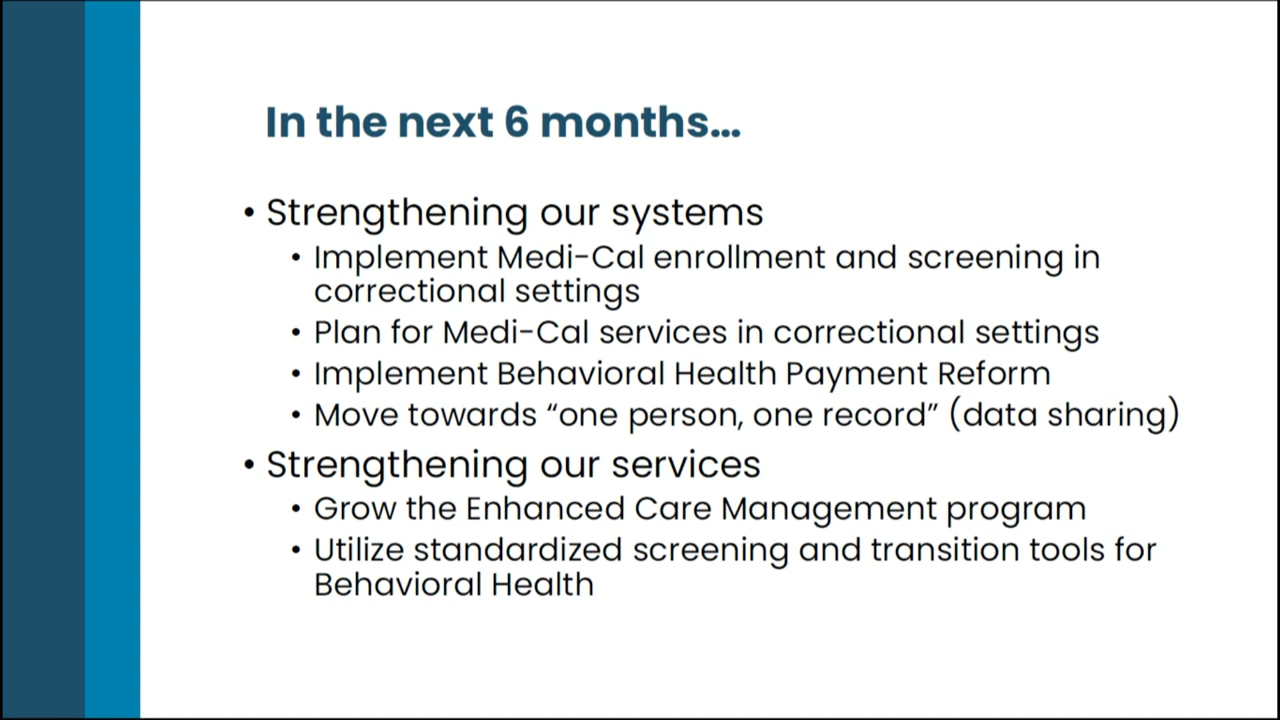 In the next 6 months…
• Strengthening our systems
• Implement Medi-Cal enrollment and screening in
correctional settings
• Plan for Medi-Cal services in correctional settings
• Implement Behavioral Health Payment Reform
• Move towards “one person, one record” (data sharing)
• Strengthening our services
• Grow the Enhanced Care Management program
• Utilize standardized screening and transition tools for
Behavioral Health